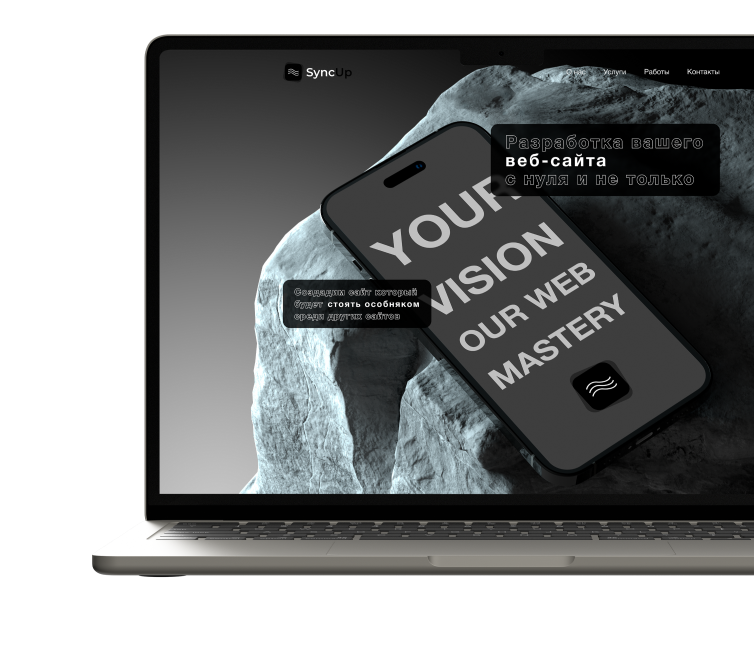 SyncUp
О нас
Услуги
Работы
Контакты
Разработка вашего
веб-сайта
с нуля и не только
YOUR
VISION
OUR WEB
MASTERY
Создадим сайт который
будет стоять особняком
среди других сайтов